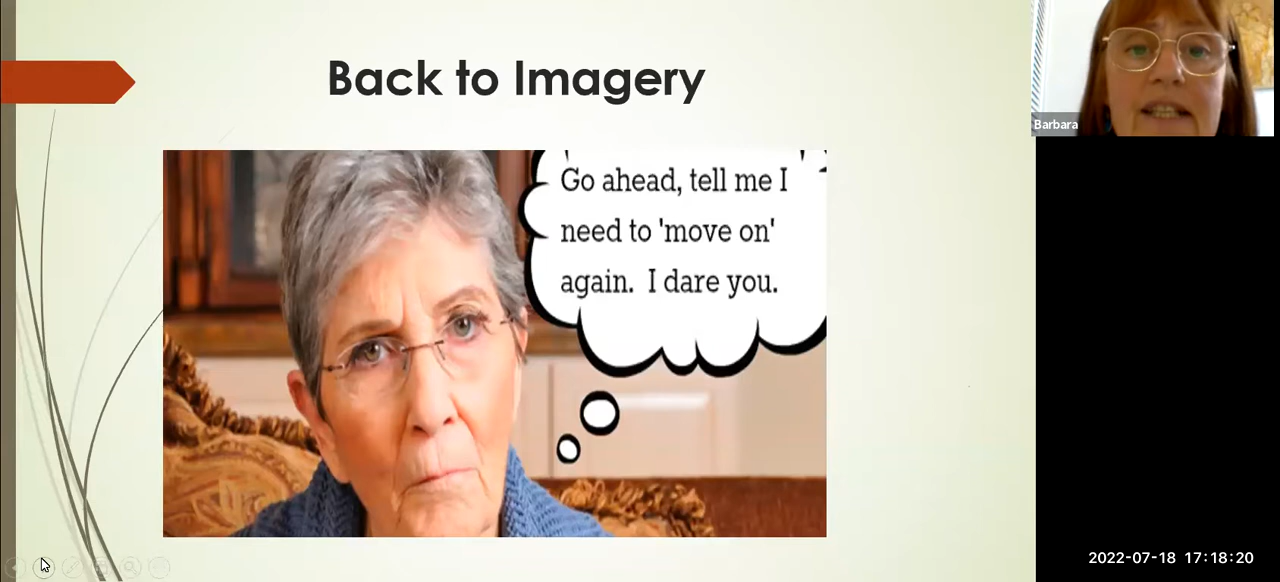 Back to Imagery
Barbara
Go ahead, tell me I
need to 'move on'
again. I dare you.
2022-07-18 17:18:20